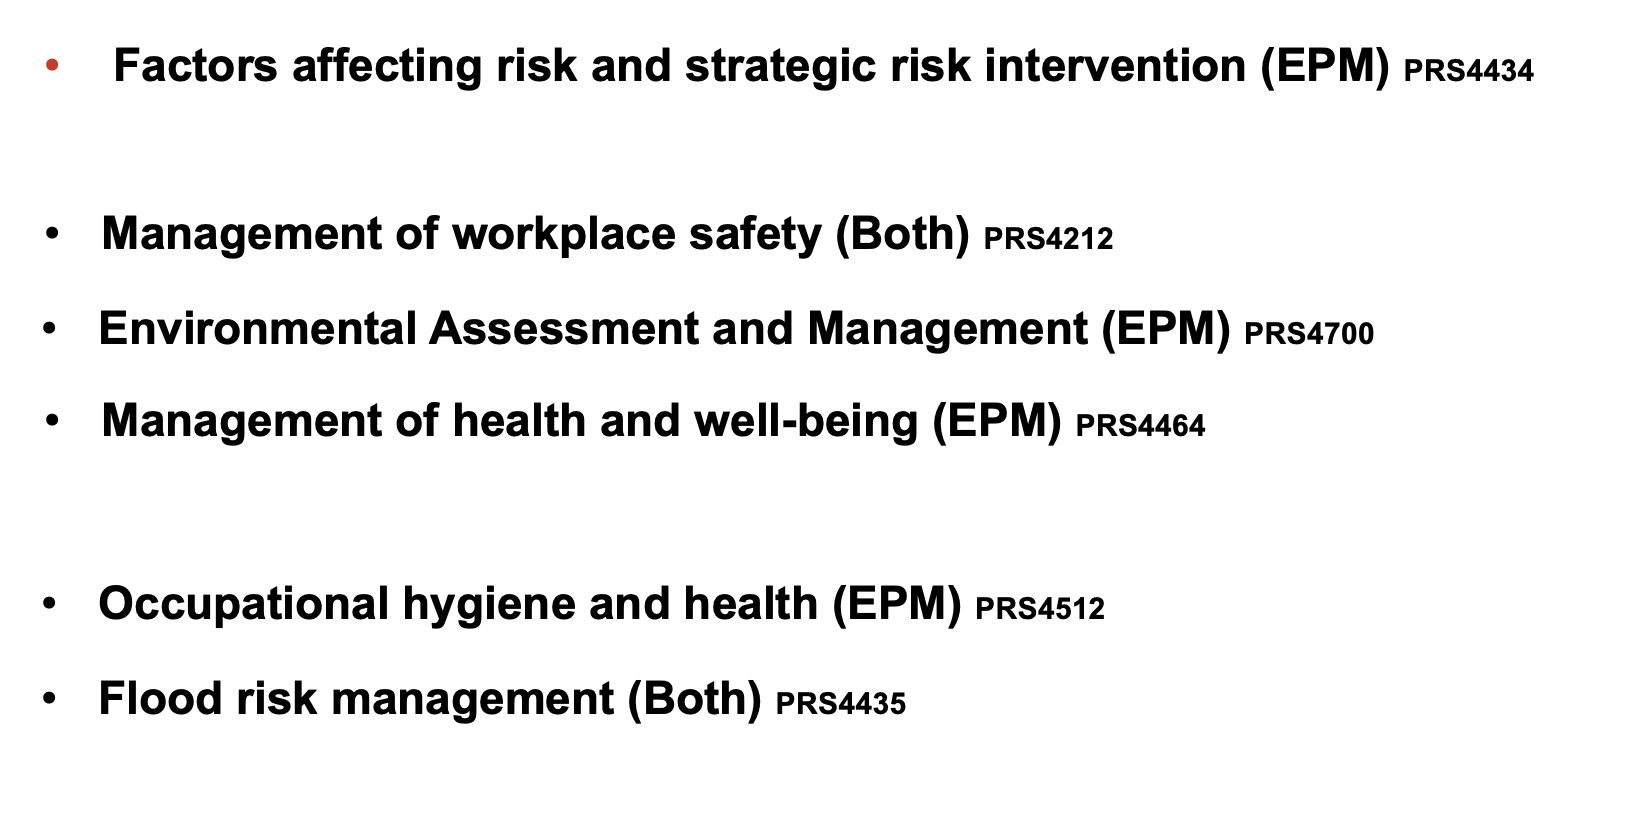 • Factors affecting risk and strategic risk intervention (EPM) PRS4434
• Management of workplace safety (Both) PRS4212
• Environmental Assessment and Management (EPM) PRS4700
• Management of health and well-being (EPM) PRS4464
• Occupational hygiene and health (EPM) PRS4512
• Flood risk management (Both) PRS4435